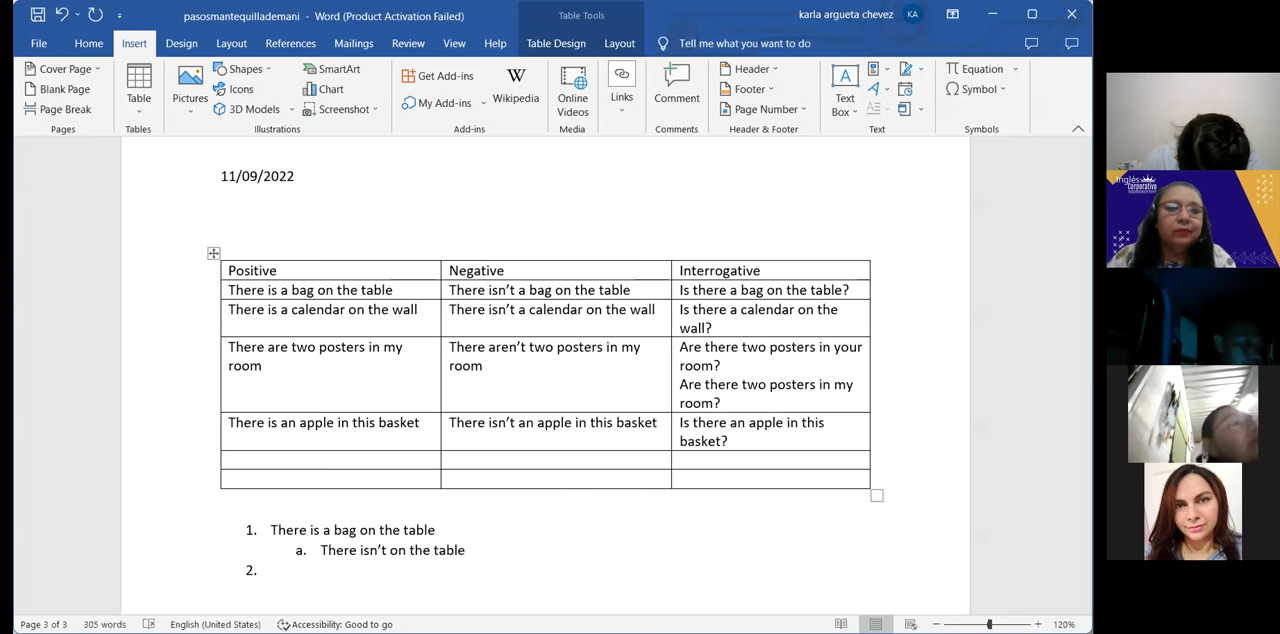 pasosmantequillademani - Word (Product Activation Failed)
Table Tools
karla argueta chevez
KA
File Home Insert Design Layout References Mailings Review View Help Table Design Layout Tell me what you want to do
Cover Page
Blank Page
Page Break
Pages
Table
Tables
Pictures
Shapes
Icons
3D Models
SmartArt
Chart
Screenshot
Illustrations
Get Add-ins
My Add-ins
Wikipedia
Add-ins
Online
Videos
Media
Links
Comment
Comments
Header
Footer
Page Number
Header & Footer
Text
Box
Text
Equation
Symbol
Symbols
11/09/2022
Positive Negative Interrogative
There is a bag on the table There isn't a bag on the table Is there a bag on the table?
There is a calendar on the wall There isn't a calendar on the wall Is there a calendar on the
wall?
There are two posters in my There aren't two posters in my Are there two posters in your
room room room?
Are there two posters in my
room?
There is an apple in this basket There isn't an apple in this basket Is there an apple in this
basket?
1. There is a bag on the table
a. There isn't on the table
2.
Page 3 of 3 305 words English (United States) Accessibility: Good to go 120%
Inglés
Corporativo